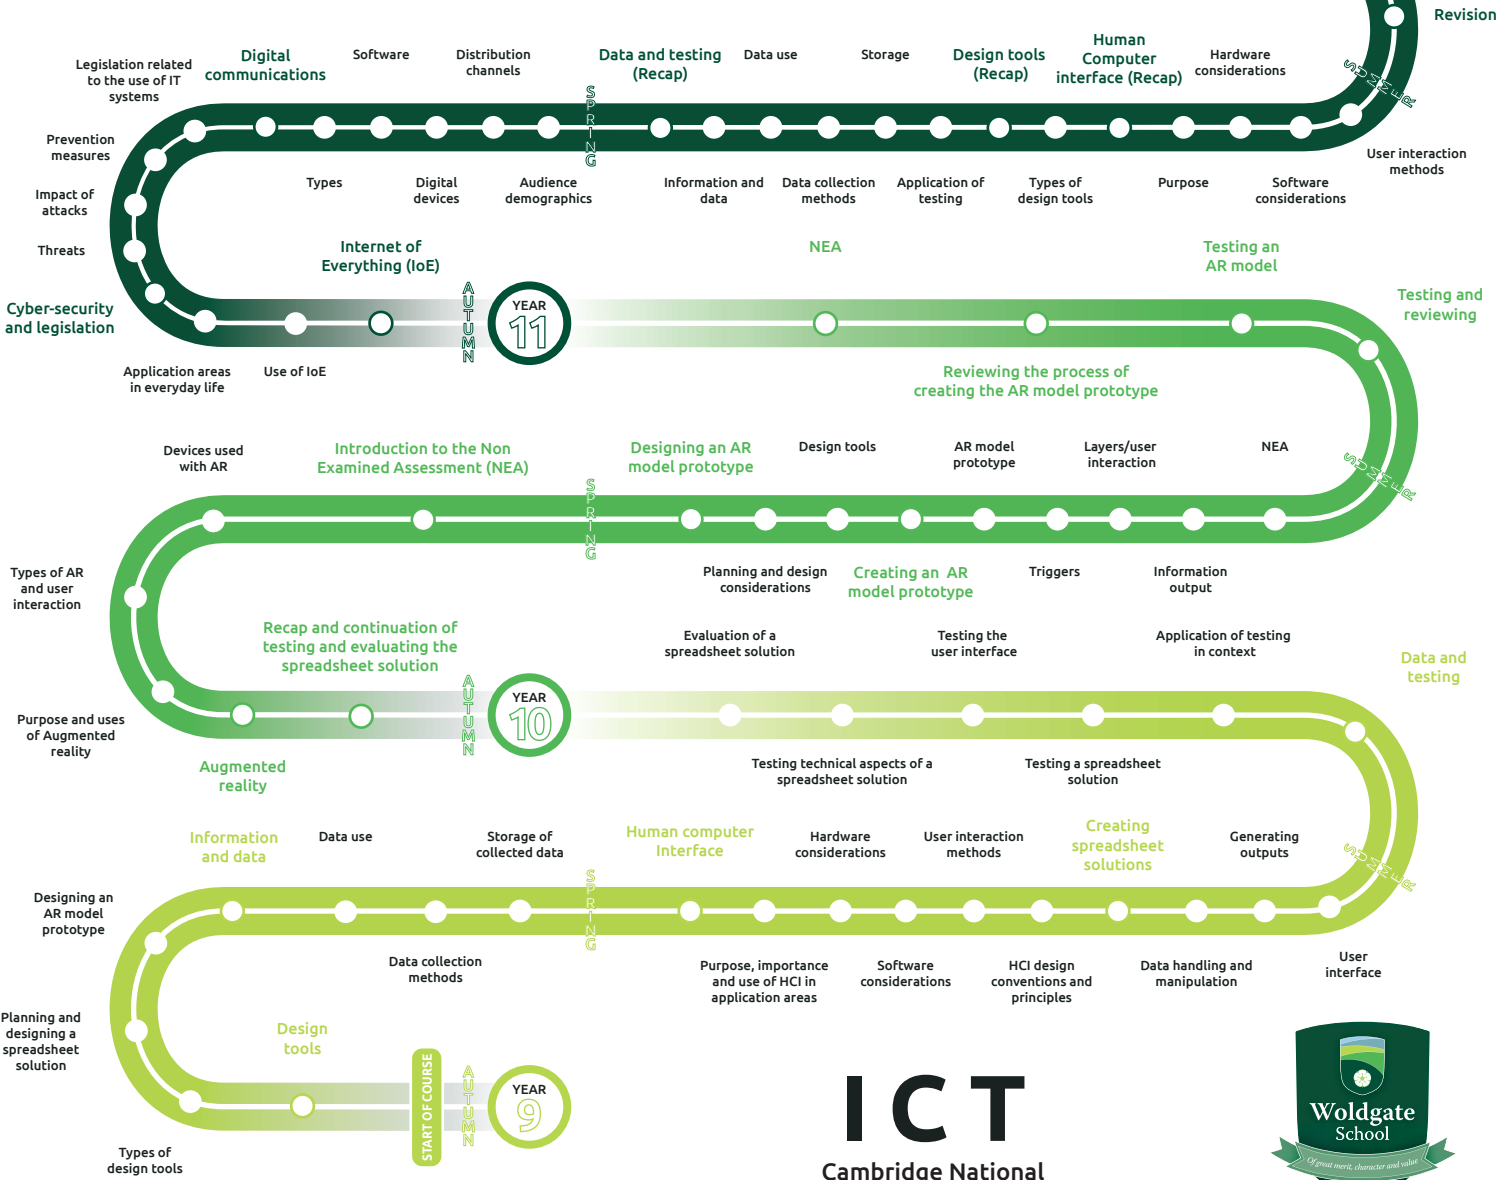 Revision
Human
Computer
interface (Recap)
Digital
communications
Software
Distribution
channels
Data and testing
(Recap)
Data use
Storage
Design tools
(Recap)
Hardware
considerations
Legislation related
to the use of IT
systems
SUMMER
SPRING
Prevention
measures
User interaction
methods
Impact of
attacks
Types
Digital
devices
Audience
demographics
Information and
data
Data collection
methods
Application of
testing
Types of
design tools
Purpose
Software
considerations
Threats
Internet of
Everything (IoE)
NEA
Testing an
AR model
Cyber-security
and legislation
AUTUMN
YEAR
11
Testing and
reviewing
Application areas
in everyday life
Use of IoE
Reviewing the process of
creating the AR model prototype
Devices used
with AR
Introduction to the Non
Examined Assessment (NEA)
Designing an AR
model prototype
Design tools
AR model
prototype
Layers/user
interaction
NEA
SUMMER
SPRING
Types of AR
and user
interaction
Planning and design
considerations
Creating an AR
model prototype
Triggers
Information
output
Recap and continuation of
testing and evaluating the
spreadsheet solution
Evaluation of a
spreadsheet solution
Testing the
user interface
Application of testing
in context
Data and
testing
Purpose and uses
of Augmented
reality
AUTUMN
YEAR
10
Augmented
reality
Testing technical aspects of a
spreadsheet solution
Testing a spreadsheet
solution
Information
and data
Data use
Storage of
collected data
Human computer
Interface
Hardware
considerations
User interaction
methods
Creating
spreadsheet
solutions
Generating
outputs
SUMMER
SPRING
Designing an
AR model
prototype
Data collection
methods
Purpose, importance
and use of HCI in
application areas
Software
considerations
HCI design
conventions and
principles
Data handling and
manipulation
User
interface
Planning and
designing a
spreadsheet
solution
Design
tools
START OF COURSE
AUTUMN
YEAR
9
Types of
design tools
ICT
Cambridge National
Woldgate
School
Of great merit, character and value